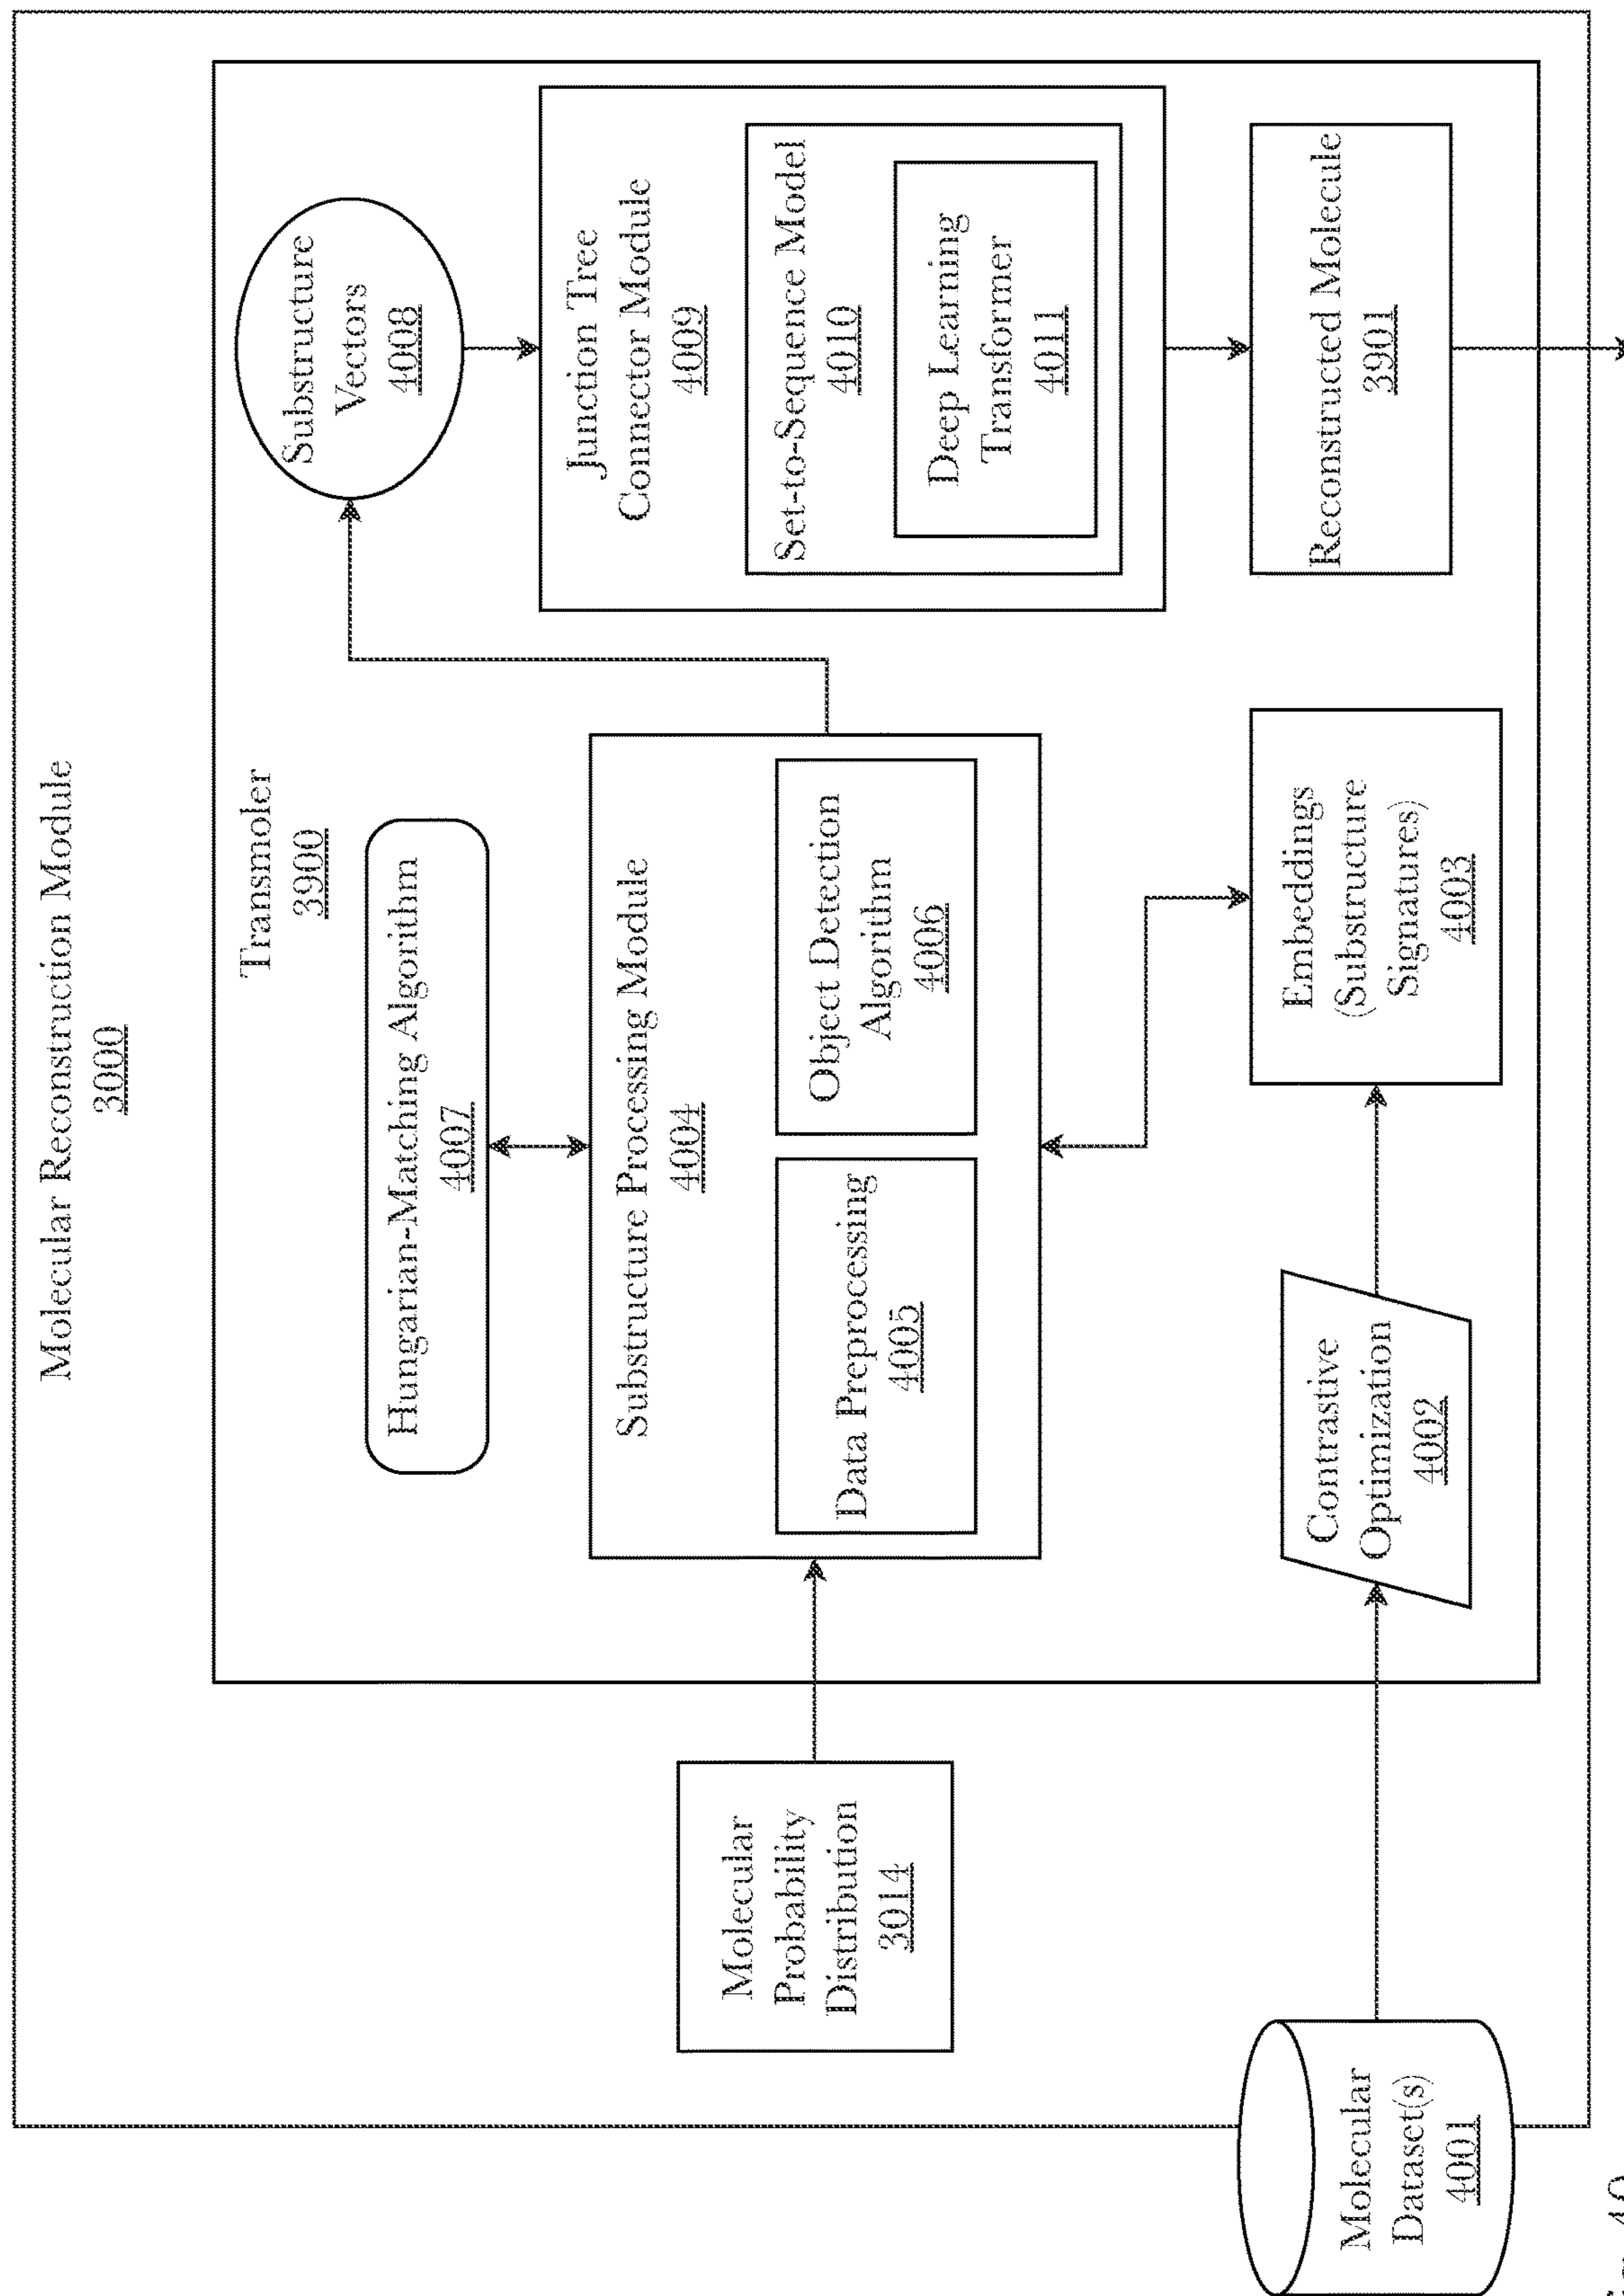 Molecular Reconstruction Module
3000
Transmoler
3900
Hungarian-Matching Algorithm
4007
Substructure Processing Module
4004
Data Preprocessing
4005
Object Detection
Algorithm
4006
Substructure
Vectors
4008
Junction Tree
Connector Module
4009
Set-to-Sequence Model
4010
Deep Learning
Transformer
4011
Molecular
Probability
Distribution
3014
Molecular
Dataset(s)
4001
Contrastive
Optimization
4002
Embeddings
(Substructure
Signatures)
4003
Reconstructed Molecule
3901